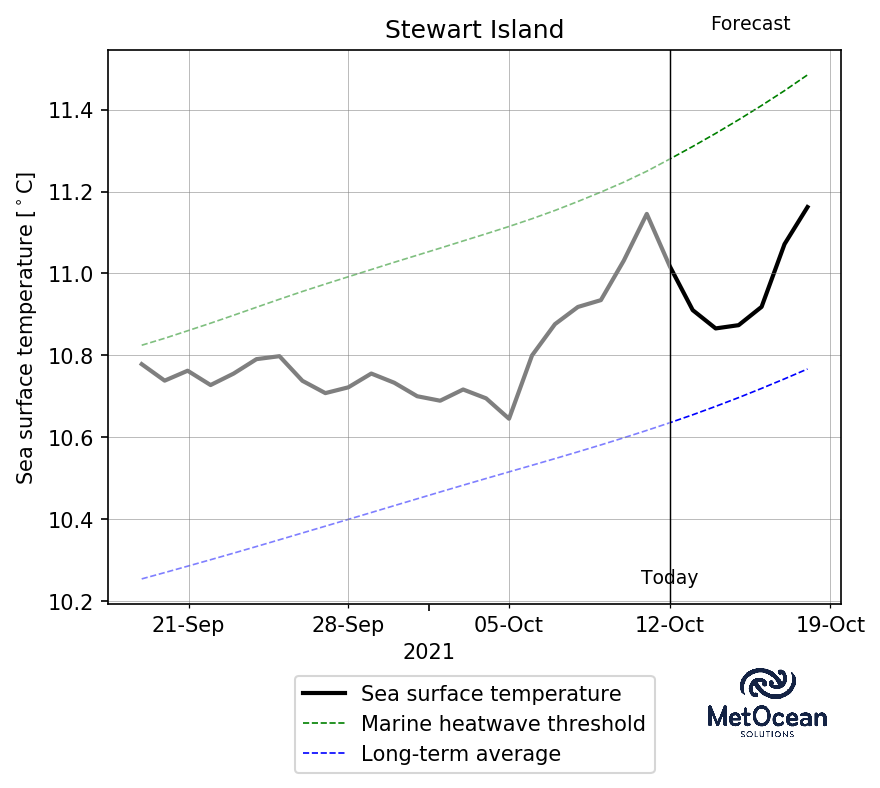 Stewart Island
Forecast
Sea surface temperature [°C]
11.4
11.2
11.0
10.8
10.6
10.4
10.2
Today
21-Sep
28-Sep
05-Oct
12-Oct
19-Oct
2021
Sea surface temperature
Marine heatwave threshold
Long-term average
MetOcean
SOLUTIONS